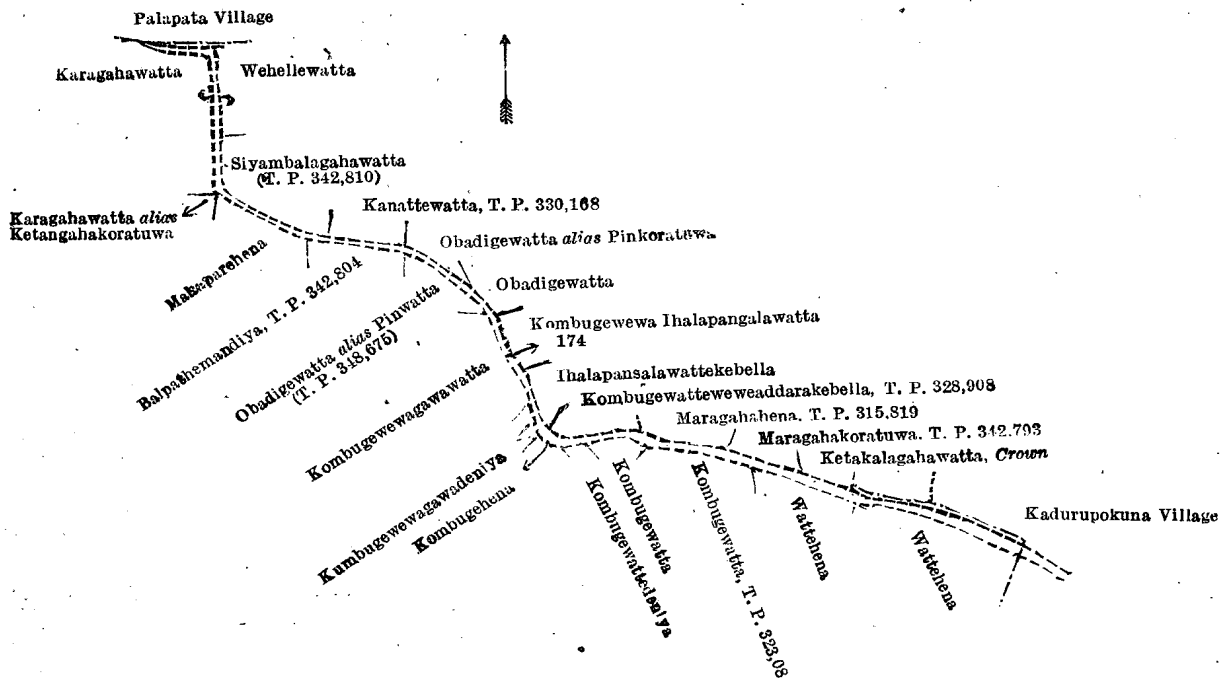 Palapata Village
Karagahawatta
Wehellewatta
Siyambalagahawatta
(T. P. 342,810)
Karagahawatta alias
Ketangahakoratuwa
Kanattewatta, T. P. 330,168
Obadigewatta alias Pinkoratuwa
Obadigewatta
Kombugewewa Ihalapangalawatta
174
Ihalapansalawattekebella
Kombugewatteweweaddarakebella, T. P. 328,908
Maragahahena, T. P. 315,819
Maragahakoratuwa, T. P. 342,793
Ketakalagahawatta, Crown
Kadurupokuna Village
Balpathemandiya, T. P. 342,804
Obadigewatta alias Pinwatta
(T. P. 348,675)
Kombugewewagawawatta
Kumbugewewagawadeniya
Kombugehena
Kombugewattedeniya
Kombugewatta
Kombugewatta, T. P. 323,08
Wattehena
Wattehena